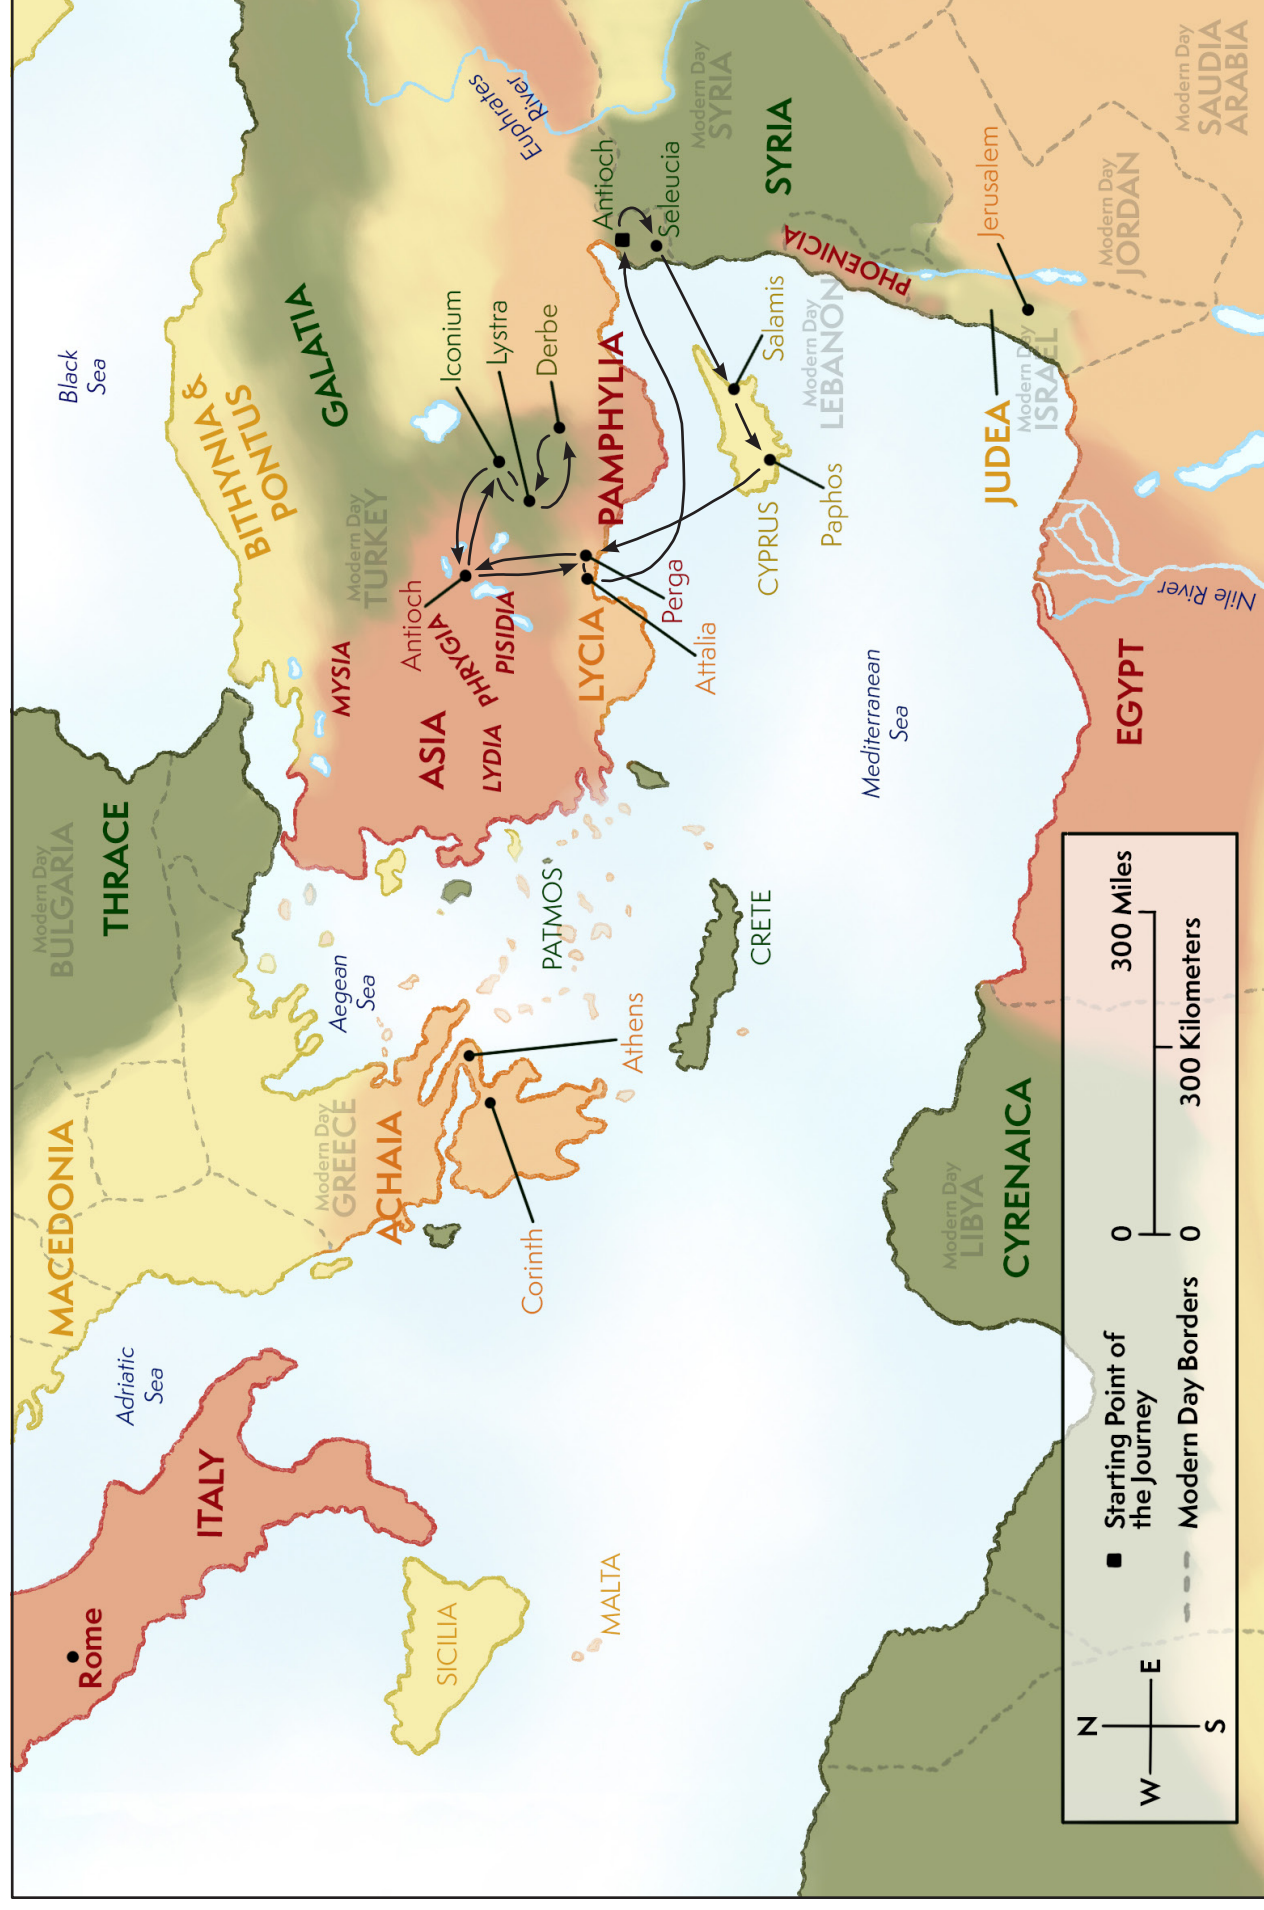 Black
Sea
Adriatic
Sea
Aegean
Sea
Mediterranean
Sea
Euphrates
River
Nile River
Rome
ITALY
SICILIA
MALTA
MACEDONIA
Modern Day
BULGARIA
THRACE
Modern Day
GREECE
ACHAIA
Corinth
Athens
PATMOS
CRETE
BITHYNIA &
PONTUS
GALATIA
Modern Day
TURKEY
MYSIA
ASIA
LYDIA
PHRYGIA
PISIDIA
Antioch
Iconium
Lystra
Derbe
LYCIA
PAMPHYLIA
Perga
Attalia
CYPRUS
Paphos
Salamis
Antioch
Seleucia
Modern Day
SYRIA
SYRIA
PHOENICIA
Modern Day
LEBANON
Jerusalem
JUDEA
Modern Day
ISRAEL
Modern Day
JORDAN
Modern Day
SAUDIA
ARABIA
EGYPT
Modern Day
LIBYA
CYRENAICA
N
W
E
S
Starting Point of
the Journey
Modern Day Borders
0
300 Miles
0
300 Kilometers